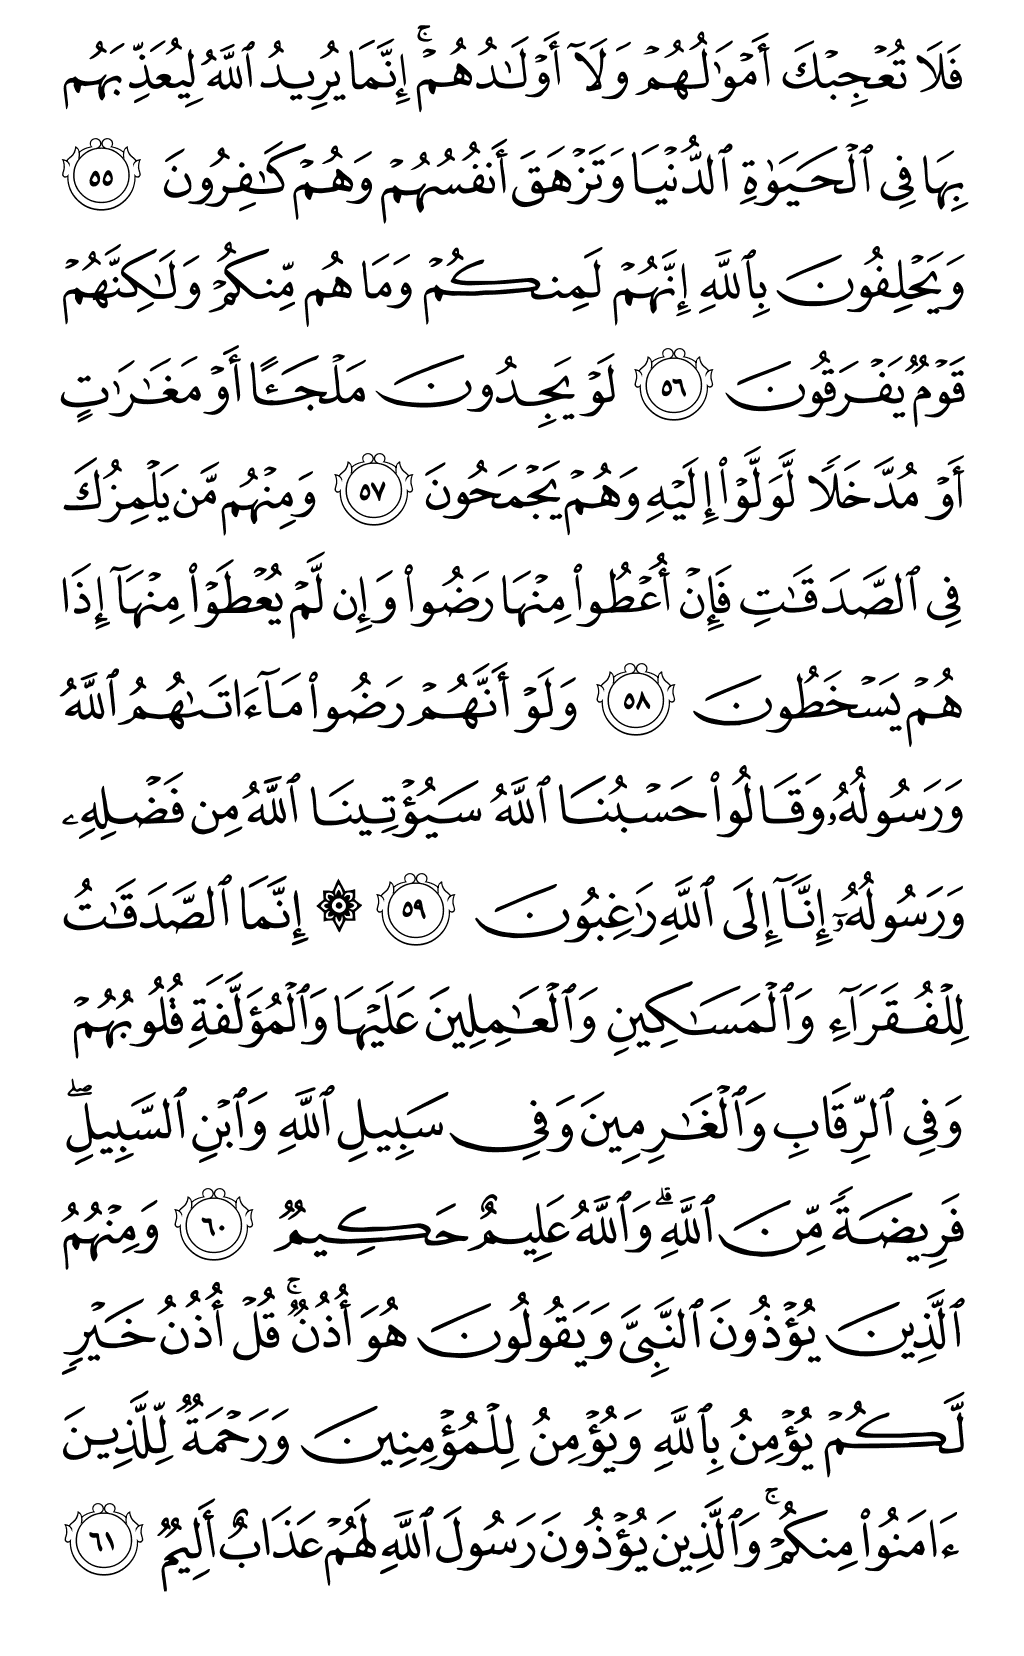 فَلَا تُعۡجِبۡكَ أَمۡوَٰلُهُمۡ وَلَآ أَوۡلَٰدُهُمۡۚ إِنَّمَا يُرِيدُ ٱللَّهُ لِيُعَذِّبَهُم
بِهَا فِى ٱلۡحَيَوٰةِ ٱلدُّنۡيَا وَتَزۡهَقَ أَنفُسُهُمۡ وَهُمۡ كَٰفِرُونَ ٥٥
وَيَحۡلِفُونَ بِٱللَّهِ إِنَّهُمۡ لَمِنكُمۡ وَمَا هُم مِّنكُمۡ وَلَٰكِنَّهُمۡ
قَوۡمٌ يَفۡرَقُونَ ٥٦ لَوۡ يَجِدُونَ مَلۡجَـًٔا أَوۡ مَغَٰرَٰتٍ
أَوۡ مُدَّخَلًا لَّوَلَّوۡا۟ إِلَيۡهِ وَهُمۡ يَجۡمَحُونَ ٥٧ وَمِنۡهُم مَّن يَلۡمِزُكَ
فِى ٱلصَّدَقَٰتِ فَإِنۡ أُعۡطُوا۟ مِنۡهَا رَضُوا۟ وَإِن لَّمۡ يُعۡطَوۡا۟ مِنۡهَآ إِذَا
هُمۡ يَسۡخَطُونَ ٥٨ وَلَوۡ أَنَّهُمۡ رَضُوا۟ مَآ ءَاتَىٰهُمُ ٱللَّهُ
وَرَسُولُهُۥ وَقَالُوا۟ حَسۡبُنَا ٱللَّهُ سَيُؤۡتِينَا ٱللَّهُ مِن فَضۡلِهِۦ
وَرَسُولُهُۥٓ إِنَّآ إِلَى ٱللَّهِ رَٰغِبُونَ ٥٩ ۞ إِنَّمَا ٱلصَّدَقَٰتُ
لِلۡفُقَرَآءِ وَٱلۡمَسَٰكِينِ وَٱلۡعَٰمِلِينَ عَلَيۡهَا وَٱلۡمُؤَلَّفَةِ قُلُوبُهُمۡ
وَفِى ٱلرِّقَابِ وَٱلۡغَٰرِمِينَ وَفِى سَبِيلِ ٱللَّهِ وَٱبۡنِ ٱلسَّبِيلِۖ
فَرِيضَةً مِّنَ ٱللَّهِۗ وَٱللَّهُ عَلِيمٌ حَكِيمٌ ٦٠ وَمِنۡهُمُ
ٱلَّذِينَ يُؤۡذُونَ ٱلنَّبِىَّ وَيَقُولُونَ هُوَ أُذُنٌۚ قُلۡ أُذُنُ خَيۡرٍ
لَّكُمۡ يُؤۡمِنُ بِٱللَّهِ وَيُؤۡمِنُ لِلۡمُؤۡمِنِينَ وَرَحۡمَةٌ لِّلَّذِينَ
ءَامَنُوا۟ مِنكُمۡۚ وَٱلَّذِينَ يُؤۡذُونَ رَسُولَ ٱللَّهِ لَهُمۡ عَذَابٌ أَلِيمٌ ٦١